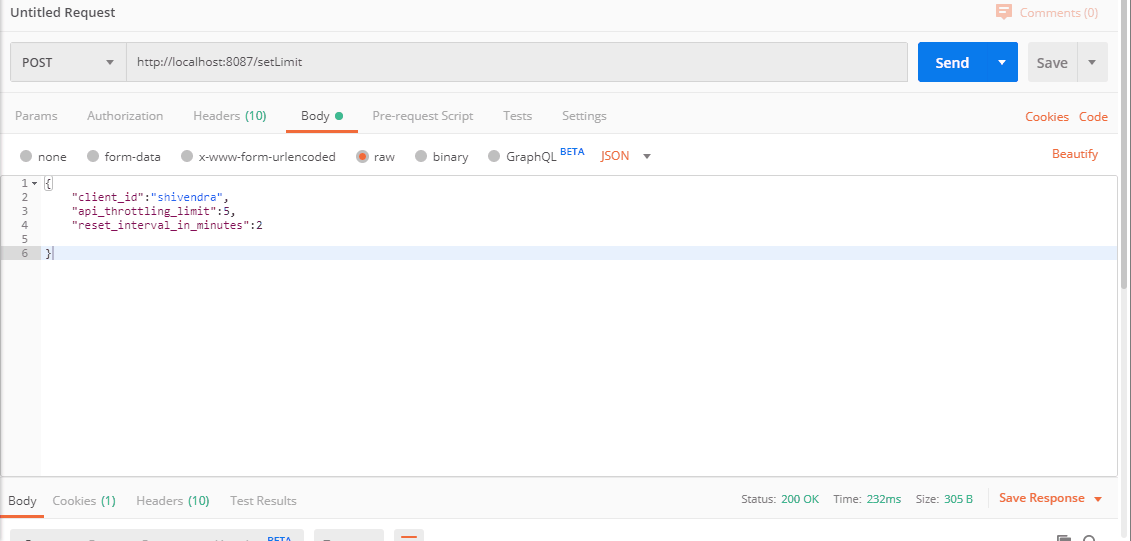 Untitled Request
Comments (0)
POST http://localhost:8087/setLimit Send Save
Params Authorization Headers (10) Body Pre-request Script Tests Settings Cookies Code
none form-data x-www-form-urlencoded raw binary GraphQL BETA JSON Beautify
1 {
2 "client_id":"shivendra",
3 "api_throttling_limit":5,
4 "reset_interval_in_minutes":2
5
6 }
Body Cookies (1) Headers (10) Test Results Status: 200 OK Time: 232ms Size: 305 B Save Response
BETA